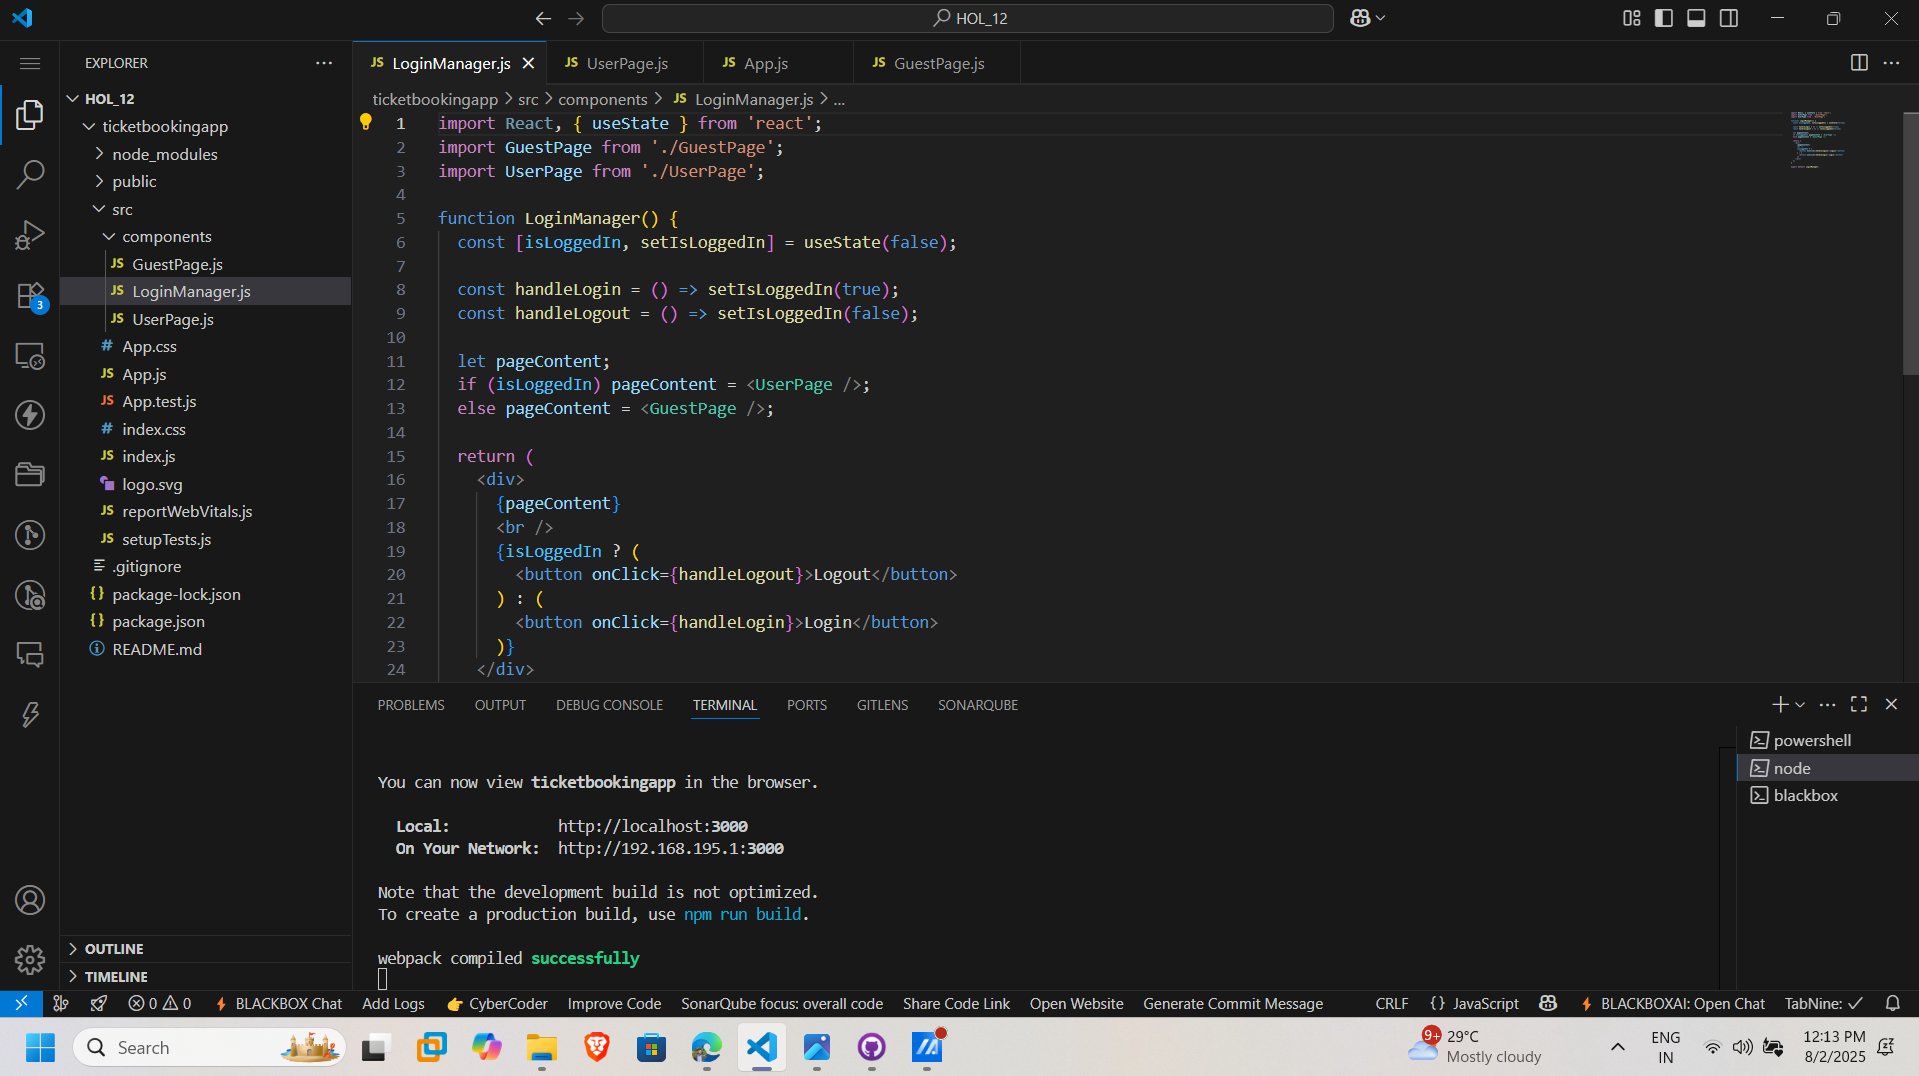 HOL_12
EXPLORER
HOL_12
ticketbookingapp
node_modules
public
src
components
GuestPage.js
LoginManager.js
UserPage.js
App.css
App.js
App.test.js
index.css
index.js
logo.svg
reportWebVitals.js
setupTests.js
.gitignore
package-lock.json
package.json
README.md
OUTLINE
TIMELINE
3
JS LoginManager.js JS UserPage.js JS App.js JS GuestPage.js
ticketbookingapp > src > components > JS LoginManager.js > ...
1 import React, { useState } from 'react';
2 import GuestPage from './GuestPage';
3 import UserPage from './UserPage';
4
5 function LoginManager() {
6 const [isLoggedIn, setIsLoggedIn] = useState(false);
7
8 const handleLogin = () => setIsLoggedIn(true);
9 const handleLogout = () => setIsLoggedIn(false);
10
11 let pageContent;
12 if (isLoggedIn) pageContent = <UserPage />;
13 else pageContent = <GuestPage />;
14
15 return (
16 <div>
17 {pageContent}
18 <br />
19 {isLoggedIn ? (
20 <button onClick={handleLogout}>Logout</button>
21 ) : (
22 <button onClick={handleLogin}>Login</button>
23 )}
24 </div>
PROBLEMS OUTPUT DEBUG CONSOLE TERMINAL PORTS GITLENS SONARQUBE
You can now view ticketbookingapp in the browser.
Local: http://localhost:3000
On Your Network: http://192.168.195.1:3000
Note that the development build is not optimized.
To create a production build, use npm run build.
webpack compiled successfully
powershell
node
blackbox
0 0 BLACKBOX Chat Add Logs CyberCoder Improve Code SonarQube focus: overall code Share Code Link Open Website Generate Commit Message CRLF {} JavaScript BLACKBOXAI: Open Chat TabNine: ✓
Search
9+ 29°C
Mostly cloudy
ENG
IN
12:13 PM
8/2/2025